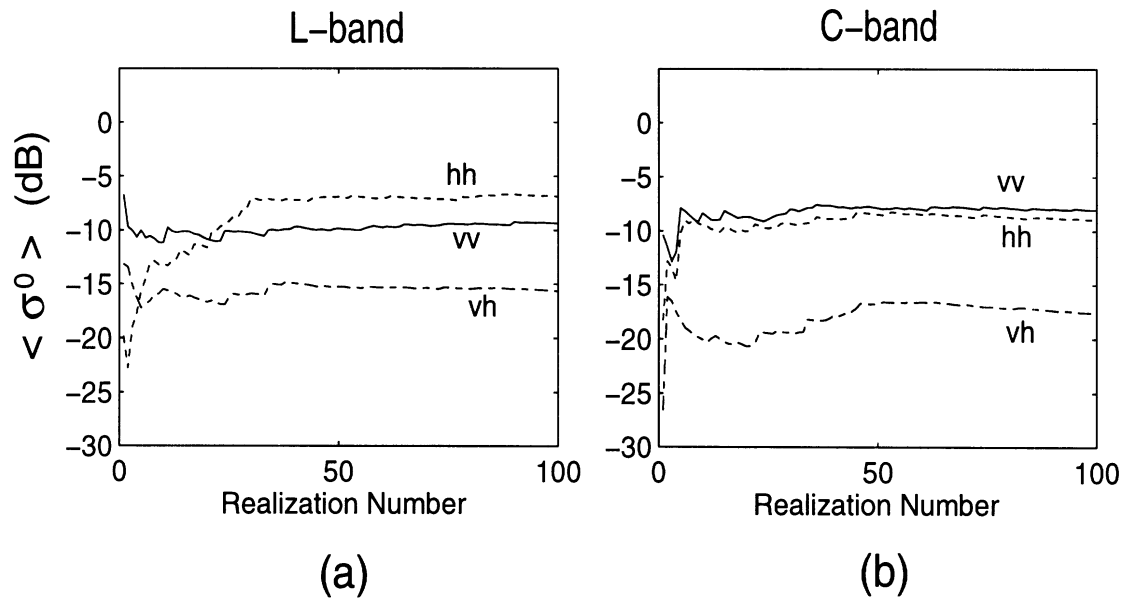 L-band
C-band
< σ⁰ > (dB)
0
-5
-10
-15
-20
-25
-30
0
50
100
hh
vv
vh
Realization Number
(a)
0
-5
-10
-15
-20
-25
-30
0
50
100
vv
hh
vh
Realization Number
(b)